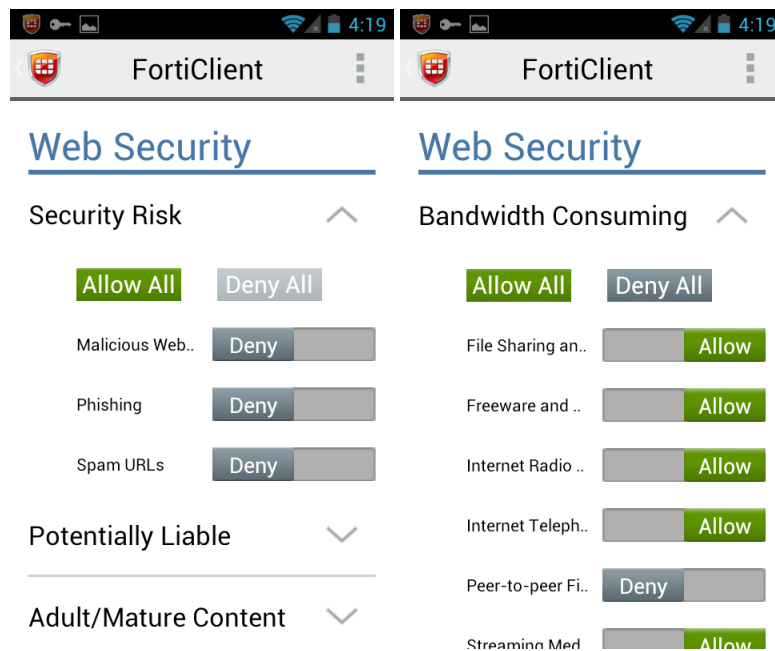 4:19
FortiClient
Web Security
Security Risk
Allow All Deny All
Malicious Web.. Deny
Phishing Deny
Spam URLs Deny
Potentially Liable
Adult/Mature Content
4:19
FortiClient
Web Security
Bandwidth Consuming
Allow All Deny All
File Sharing an.. Allow
Freeware and .. Allow
Internet Radio .. Allow
Internet Teleph.. Allow
Peer-to-peer Fi.. Deny
Streaming Med.. Allow